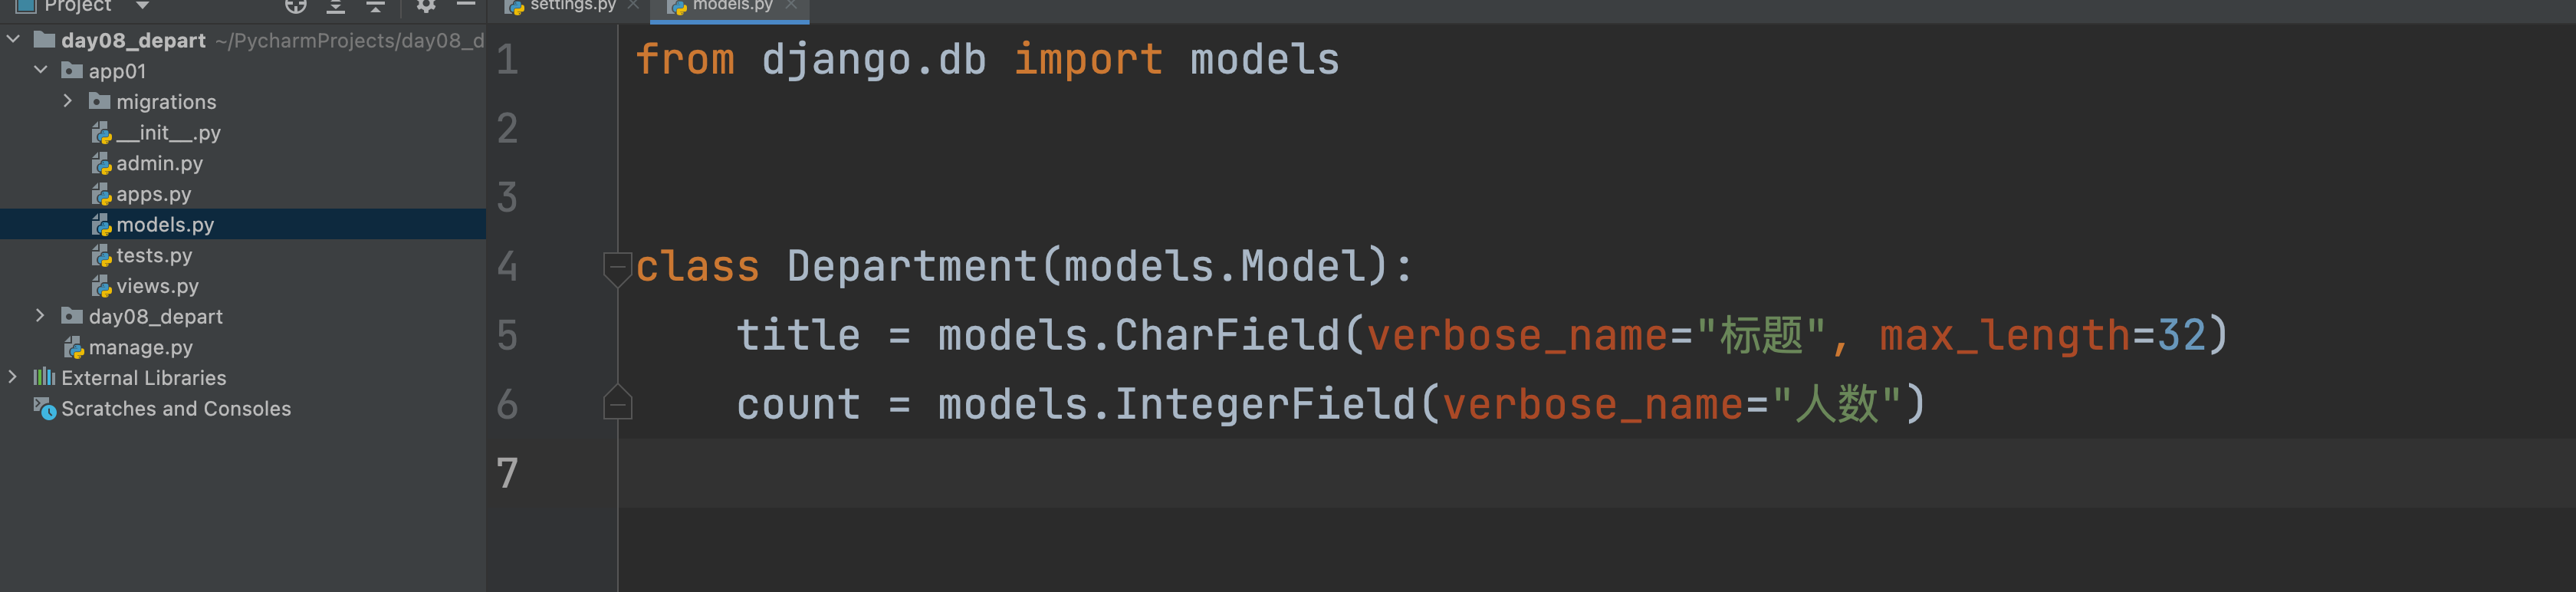 Project
day08_depart ~/PycharmProjects/day08_d
app01
migrations
__init__.py
admin.py
apps.py
models.py
tests.py
views.py
day08_depart
manage.py
External Libraries
Scratches and Consoles
settings.py
models.py
1 from django.db import models
2
3
4 class Department(models.Model):
5 title = models.CharField(verbose_name="标题", max_length=32)
6 count = models.IntegerField(verbose_name="人数")
7